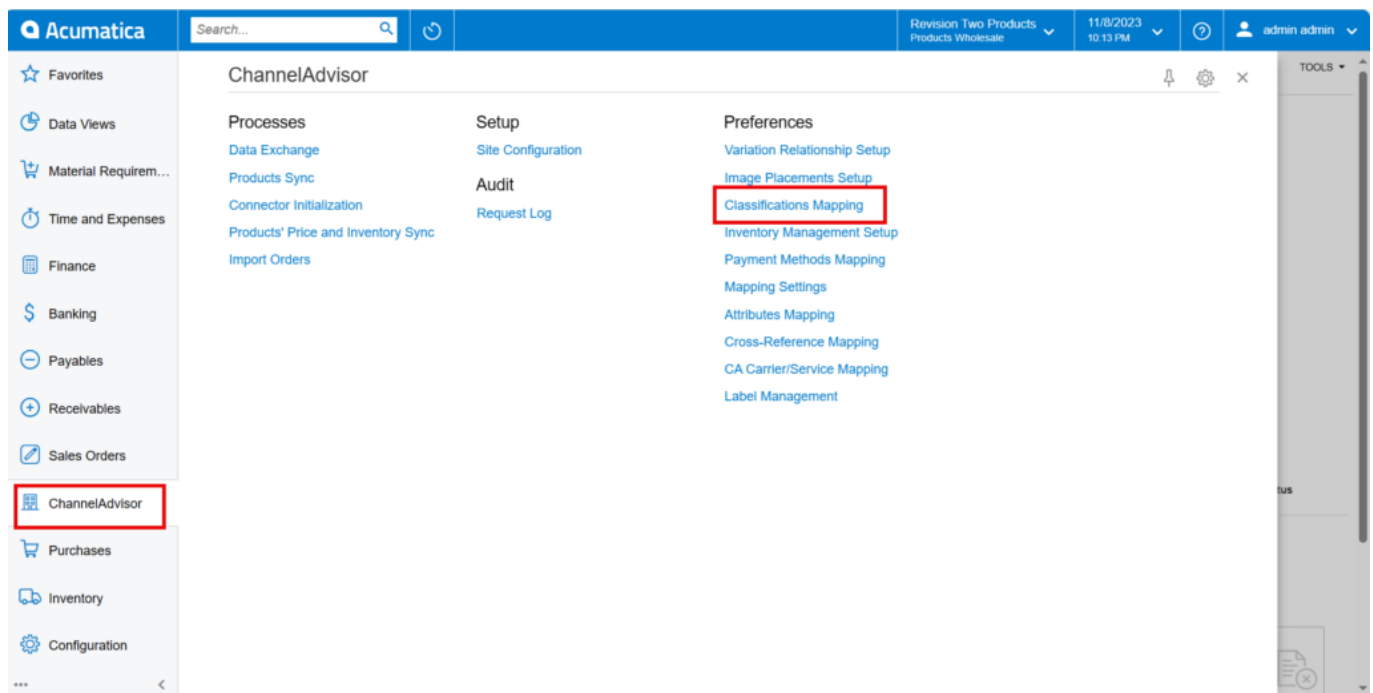 Acumatica
Search...
Revision Two Products
Products Wholesale
11/8/2023
10:13 PM
admin admin
Favorites
Data Views
Material Requirem...
Time and Expenses
Finance
Banking
Payables
Receivables
Sales Orders
ChannelAdvisor
Purchases
Inventory
Configuration
ChannelAdvisor
TOOLS
Processes
Data Exchange
Products Sync
Connector Initialization
Products' Price and Inventory Sync
Import Orders
Setup
Site Configuration
Audit
Request Log
Preferences
Variation Relationship Setup
Image Placements Setup
Classifications Mapping
Inventory Management Setup
Payment Methods Mapping
Mapping Settings
Attributes Mapping
Cross-Reference Mapping
CA Carrier/Service Mapping
Label Management
tus